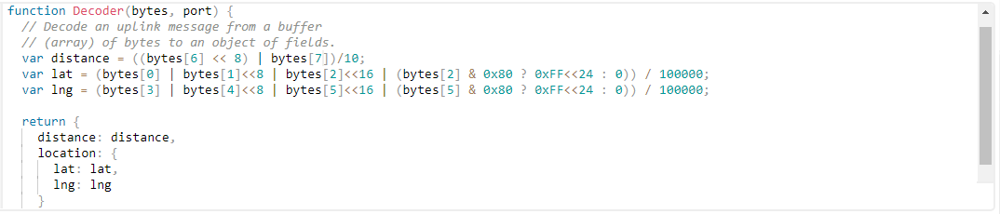 function Decoder(bytes, port) {
  // Decode an uplink message from a buffer
  // (array) of bytes to an object of fields.
  var distance = ((bytes[6] << 8) | bytes[7])/10;
  var lat = (bytes[0] | bytes[1]<<8 | bytes[2]<<16 | (bytes[2] & 0x80 ? 0xFF<<24 : 0)) / 100000;
  var lng = (bytes[3] | bytes[4]<<8 | bytes[5]<<16 | (bytes[5] & 0x80 ? 0xFF<<24 : 0)) / 100000;
  return {
    distance: distance,
    location: {
      lat: lat,
      lng: lng
    }